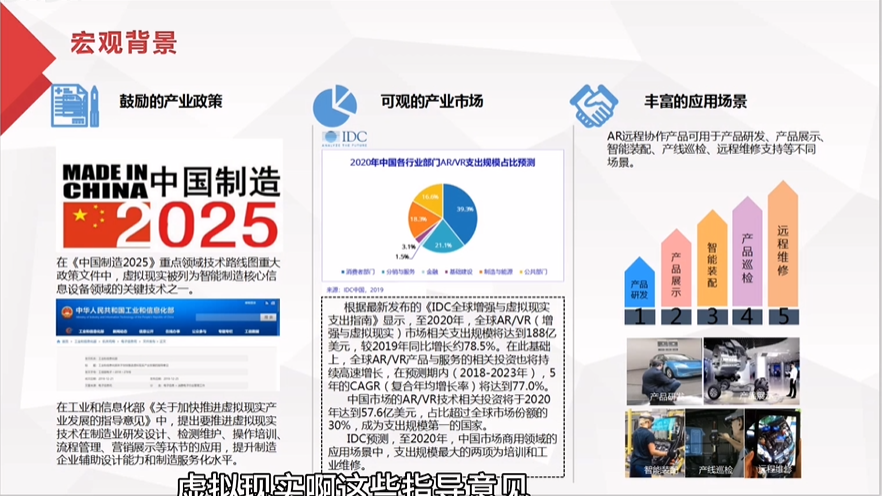 宏观背景
鼓励的产业政策
MADE IN
CHINA
中国制造
2025
在《中国制造2025》重点领域技术路线图重大
政策文件中，虚拟现实被列为智能制造核心信
息设备领域的关键技术之一。
中华人民共和国工业和信息化部
在工业和信息化部《关于加快推进虚拟现实产
业发展的指导意见》中，提出要推进虚拟现实
技术在制造业研发设计、检测维护、操作培训、
流程管理、营销展示等环节的应用，提升制造
企业辅助设计能力和制造服务化水平。
可观的产业市场
IDC
ANALYZE THE FUTURE
2020年中国各行业部门AR/VR支出规模占比预测
39.3%
21.1%
1.5%
3.1%
18.3%
16.6%
消费者部门 分销与服务 金融 基础建设 制造与能源 公共部门
来源：IDC中国，2019
根据最新发布的《IDC全球增强与虚拟现实
支出指南》显示，至2020年，全球AR/VR（增
强与虚拟现实）市场相关支出规模将达到188亿
美元，较2019年同比增长约78.5%。在此基础
上，全球AR/VR产品与服务的相关投资也将持
续高速增长，在预测期内（2018-2023年），5
年的CAGR（复合年均增长率）将达到77.0%。
中国市场的AR/VR技术相关投资将于2020
年达到57.6亿美元，占比超过全球市场份额的
30%，成为支出规模第一的国家。
IDC预测，至2020年，中国市场商用领域的
应用场景中，支出规模最大的两项为培训和工
业维修。
丰富的应用场景
AR远程协作产品可用于产品研发、产品展示、
智能装配、产线巡检、远程维修支持等不同
场景。
产品
研发
产品展示
智能装配
产品巡检
远程维修
1 2 3 4 5
产品研发
产品展示
智能装配
产线巡检
远程维修
虚拟现实啊这些指导意见